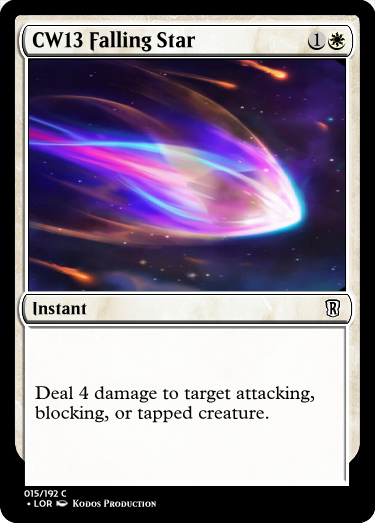 CW13 Falling Star
1
Instant
R
Deal 4 damage to target attacking,
blocking, or tapped creature.
015/192 C
• LOR Kodos Production